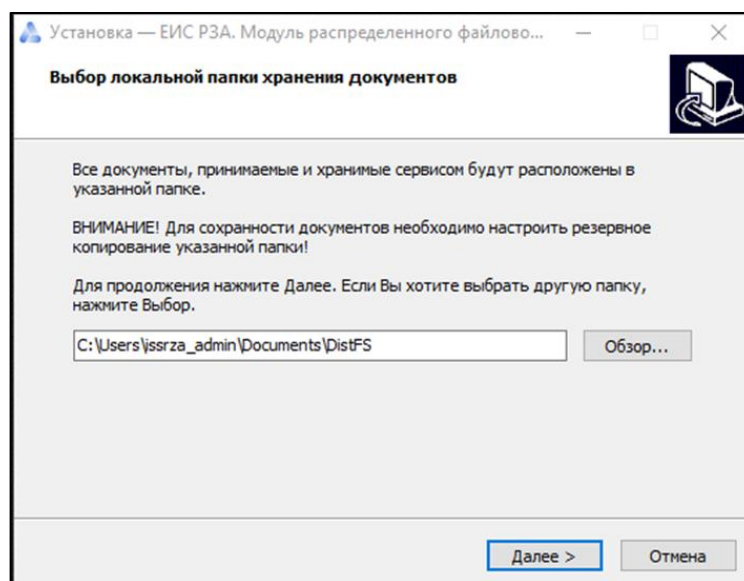 Установка — ЕИС РЗА. Модуль распределенного файлово...
Выбор локальной папки хранения документов
Все документы, принимаемые и хранимые сервисом будут расположены в
указанной папке.
ВНИМАНИЕ! Для сохранности документов необходимо настроить резервное
копирование указанной папки!
Для продолжения нажмите Далее. Если Вы хотите выбрать другую папку,
нажмите Выбор.
C:\Users\issrza_admin\Documents\DistFS
Обзор...
Далее >
Отмена